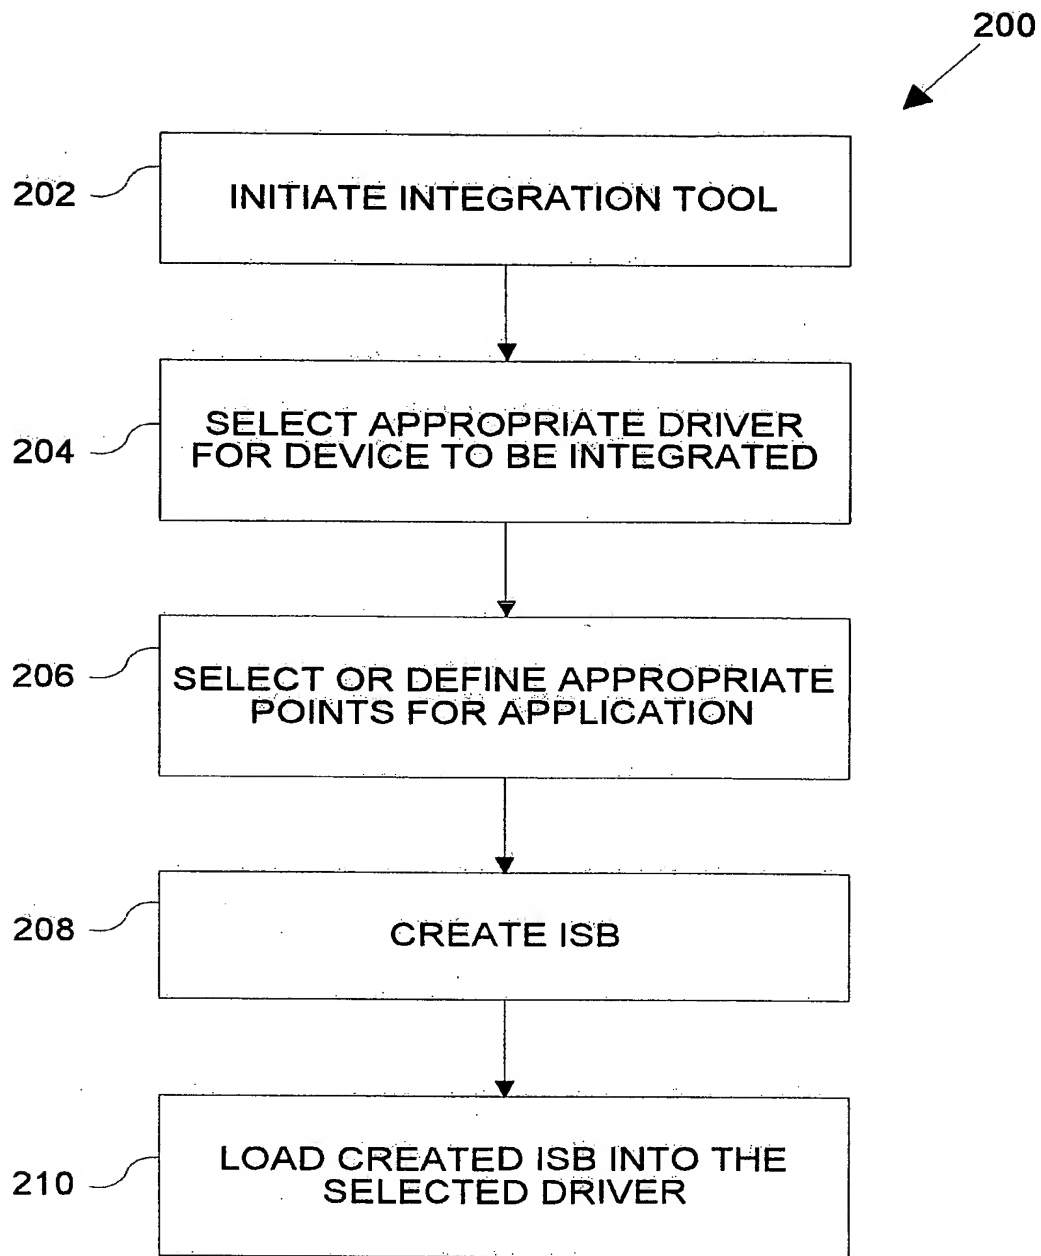 200
202
INITIATE INTEGRATION TOOL
204
SELECT APPROPRIATE DRIVER
FOR DEVICE TO BE INTEGRATED
206
SELECT OR DEFINE APPROPRIATE
POINTS FOR APPLICATION
208
CREATE ISB
210
LOAD CREATED ISB INTO THE
SELECTED DRIVER